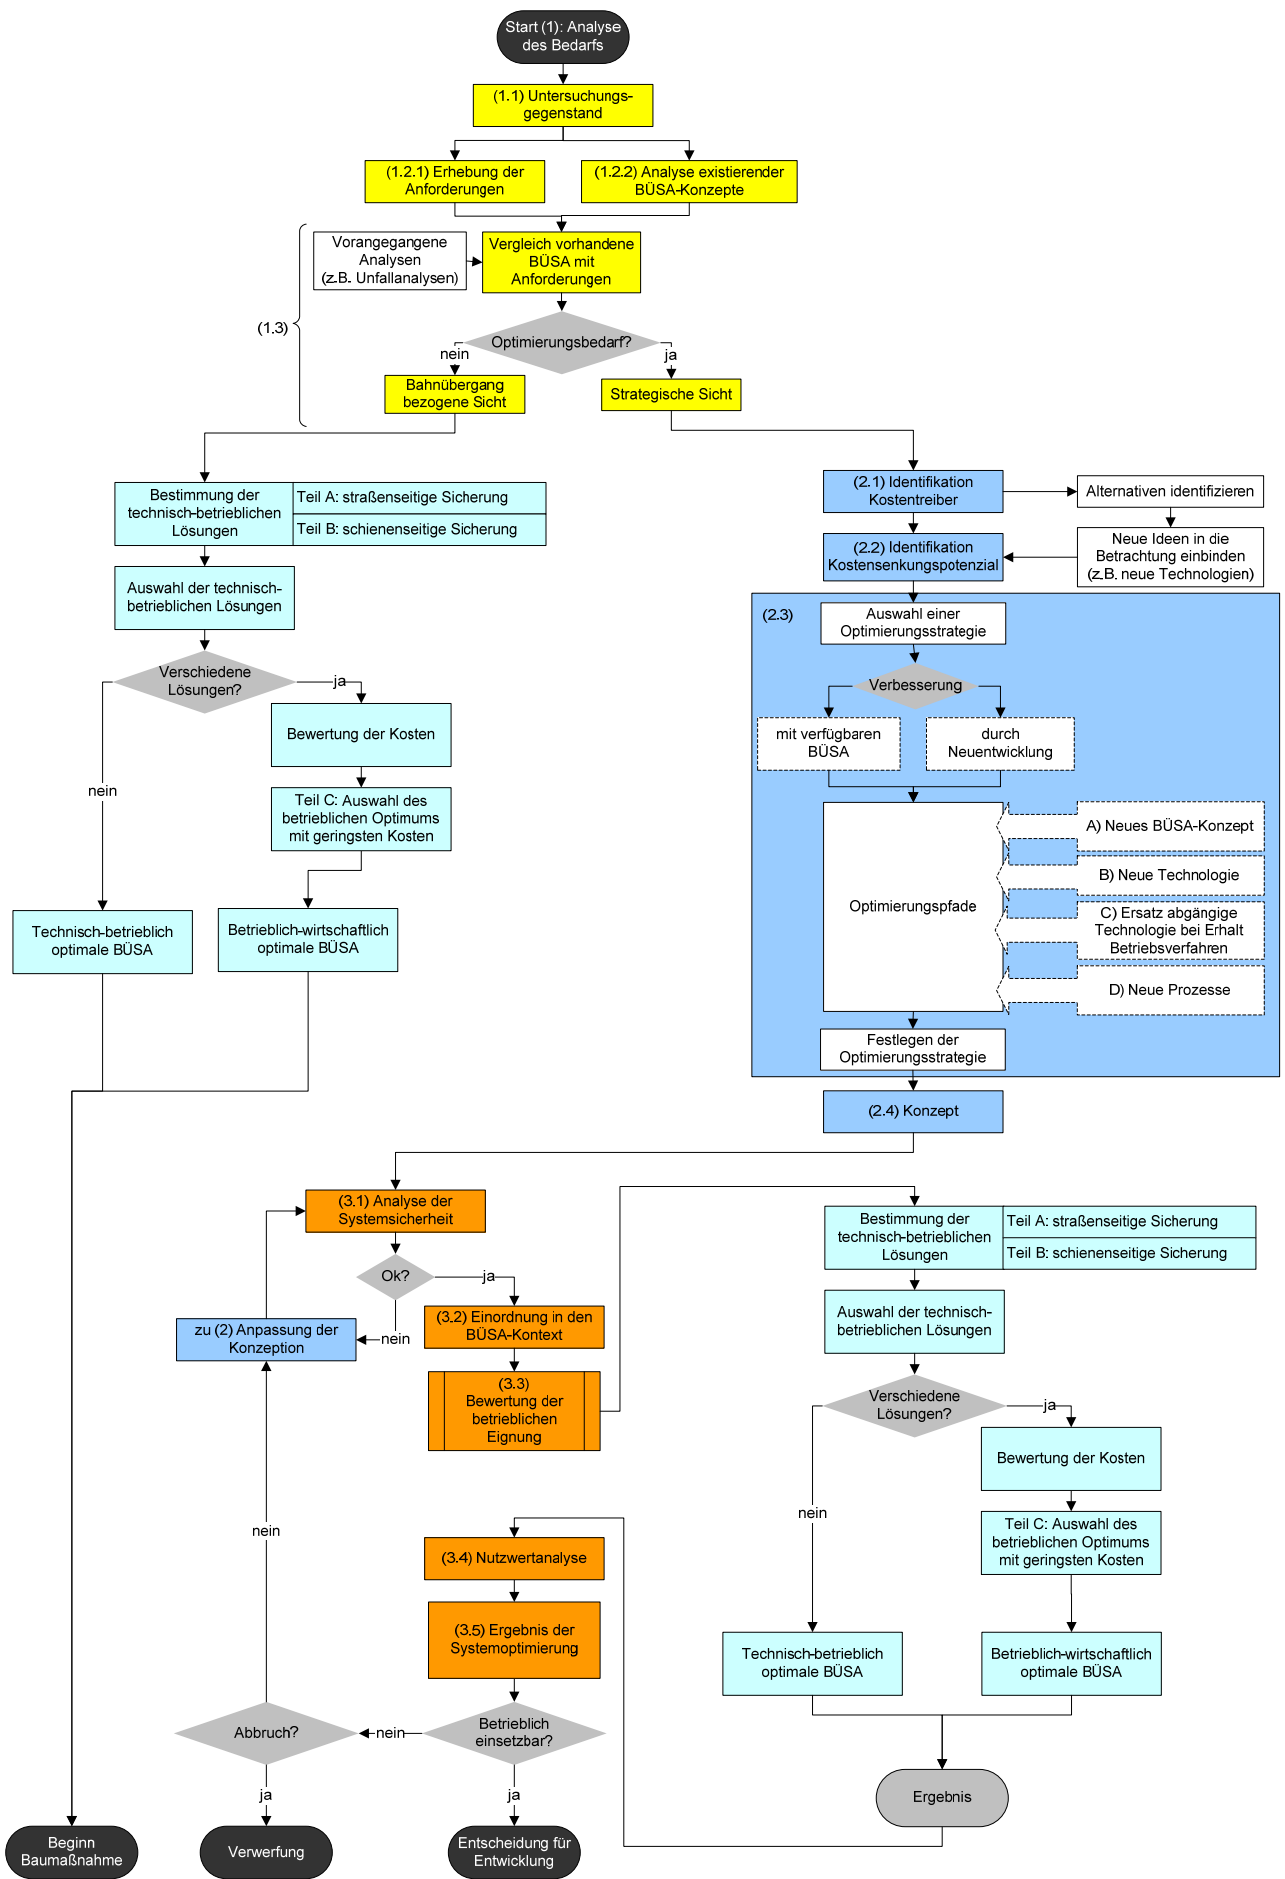 Start (1): Analyse
des Bedarfs
(1.1) Untersuchungs-
gegenstand
(1.2.1) Erhebung der
Anforderungen
(1.2.2) Analyse existierender
BÜSA-Konzepte
Vorangegangene
Analysen
(z.B. Unfallanalysen)
Vergleich vorhandene
BÜSA mit
Anforderungen
(1.3)
Optimierungsbedarf?
nein
ja
Bahnübergang
bezogene Sicht
Strategische Sicht
Bestimmung der
technisch-betrieblichen
Lösungen
Teil A: straßenseitige Sicherung
Teil B: schienenseitige Sicherung
Auswahl der technisch-
betrieblichen Lösungen
Verschiedene
Lösungen?
ja
nein
Bewertung der Kosten
Teil C: Auswahl des
betrieblichen Optimums
mit geringsten Kosten
Technisch-betrieblich
optimale BÜSA
Betrieblich-wirtschaftlich
optimale BÜSA
(2.1) Identifikation
Kostentreiber
Alternativen identifizieren
(2.2) Identifikation
Kostensenkungspotenzial
Neue Ideen in die
Betrachtung einbinden
(z.B. neue Technologien)
(2.3)
Auswahl einer
Optimierungsstrategie
Verbesserung
mit verfügbaren
BÜSA
durch
Neuentwicklung
Optimierungspfade
A) Neues BÜSA-Konzept
B) Neue Technologie
C) Ersatz abgängige
Technologie bei Erhalt
Betriebsverfahren
D) Neue Prozesse
Festlegen der
Optimierungsstrategie
(2.4) Konzept
(3.1) Analyse der
Systemsicherheit
Ok?
ja
nein
zu (2) Anpassung der
Konzeption
(3.2) Einordnung in den
BÜSA-Kontext
(3.3)
Bewertung der
betrieblichen
Eignung
Bestimmung der
technisch-betrieblichen
Lösungen
Teil A: straßenseitige Sicherung
Teil B: schienenseitige Sicherung
Auswahl der technisch-
betrieblichen Lösungen
Verschiedene
Lösungen?
ja
nein
Bewertung der Kosten
Teil C: Auswahl des
betrieblichen Optimums
mit geringsten Kosten
Technisch-betrieblich
optimale BÜSA
Betrieblich-wirtschaftlich
optimale BÜSA
Ergebnis
(3.4) Nutzwertanalyse
(3.5) Ergebnis der
Systemoptimierung
Betrieblich
einsetzbar?
nein
Abbruch?
nein
ja
ja
Beginn
Baumaßnahme
Verwerfung
Entscheidung für
Entwicklung